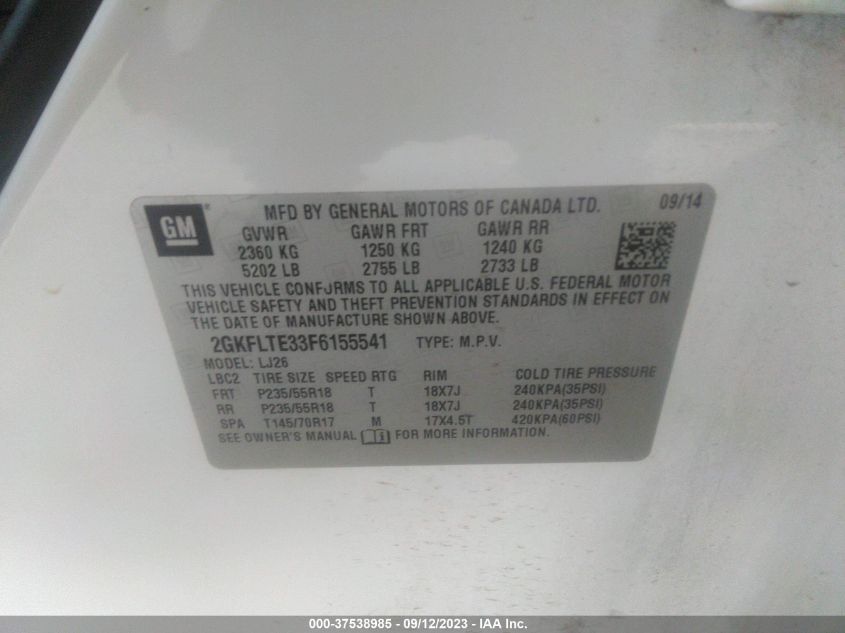 GM
MFD BY GENERAL MOTORS OF CANADA LTD. 09/14
GVWR GAWR FRT GAWR RR
2360 KG 1250 KG 1240 KG
5202 LB 2755 LB 2733 LB
THIS VEHICLE CONFORMS TO ALL APPLICABLE U.S. FEDERAL MOTOR
VEHICLE SAFETY AND THEFT PREVENTION STANDARDS IN EFFECT ON
THE DATE OF MANUFACTURE SHOWN ABOVE.
2GKFLTE33F6155541 TYPE: M.P.V.
MODEL: LJ26
LBC2 TIRE SIZE SPEED RTG RIM COLD TIRE PRESSURE
FRT P235/55R18 T 18X7J 240KPA(35PSI)
RR P235/55R18 T 18X7J 240KPA(35PSI)
SPA T145/70R17 M 17X4.5T 420KPA(60PSI)
SEE OWNER'S MANUAL FOR MORE INFORMATION.
000-37538985 - 09/12/2023 - IAA Inc.